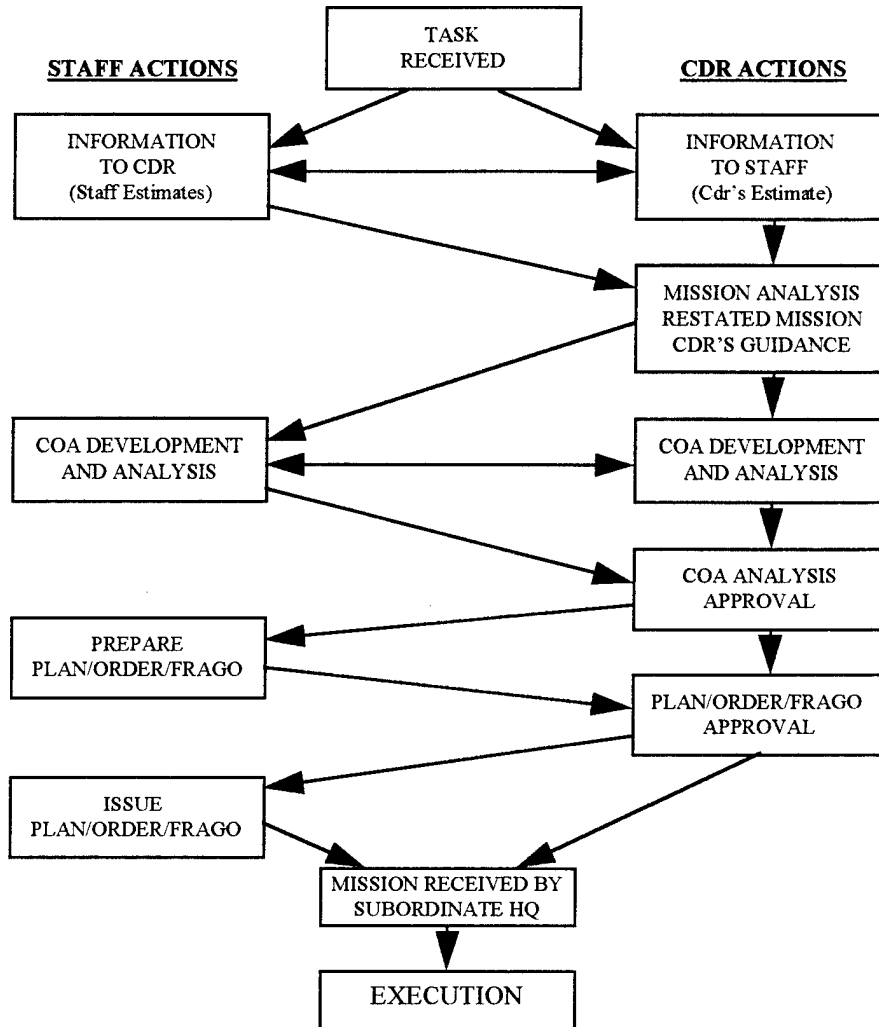 TASK
RECEIVED
STAFF ACTIONS
CDR ACTIONS
INFORMATION
TO CDR
(Staff Estimates)
INFORMATION
TO STAFF
(Cdr's Estimate)
MISSION ANALYSIS
RESTATED MISSION
CDR'S GUIDANCE
COA DEVELOPMENT
AND ANALYSIS
COA DEVELOPMENT
AND ANALYSIS
COA ANALYSIS
APPROVAL
PREPARE
PLAN/ORDER/FRAGO
PLAN/ORDER/FRAGO
APPROVAL
ISSUE
PLAN/ORDER/FRAGO
MISSION RECEIVED BY
SUBORDINATE HQ
EXECUTION